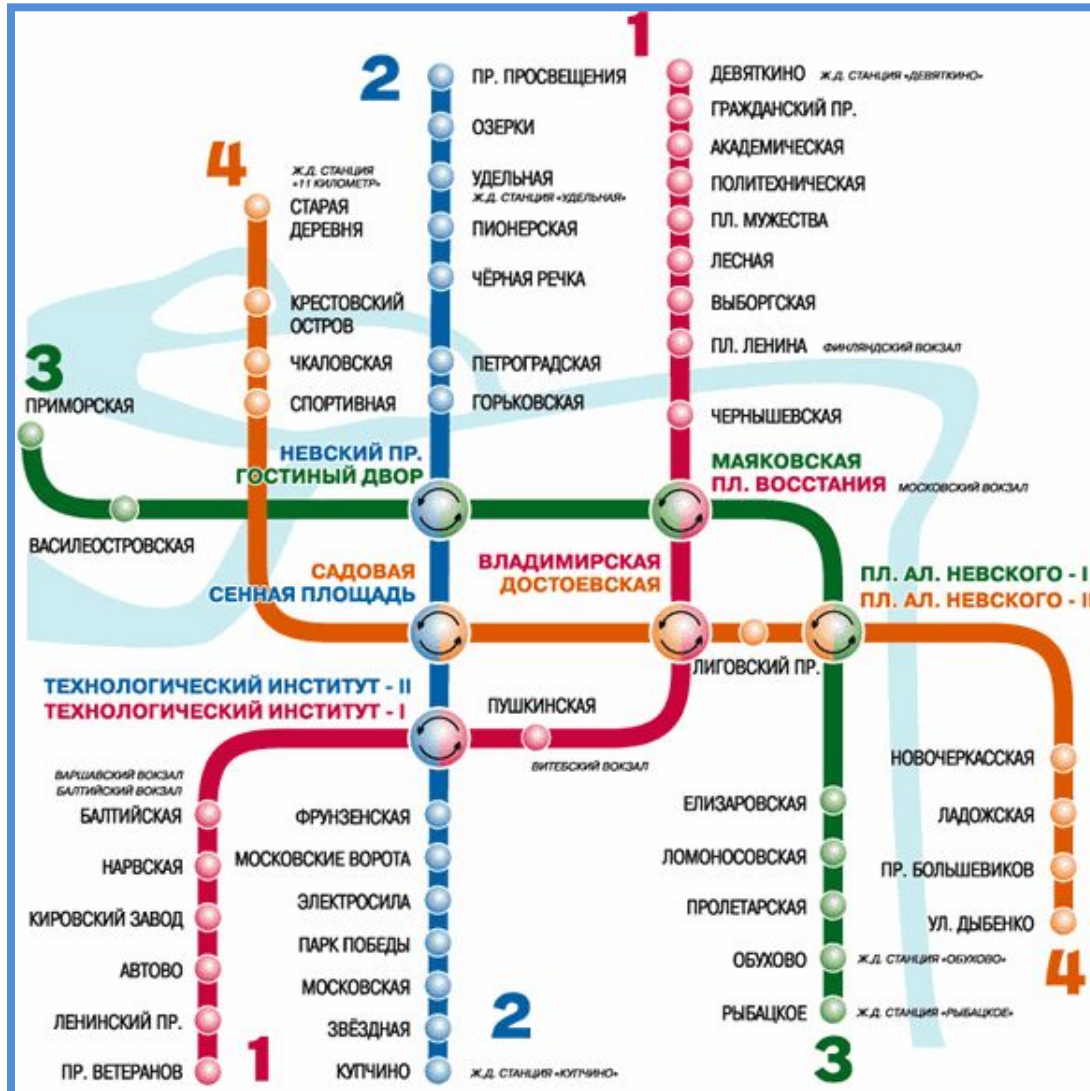 1
2
ПР. ПРОСВЕЩЕНИЯ
ОЗЕРКИ
УДЕЛЬНАЯ
Ж.Д. СТАНЦИЯ «УДЕЛЬНАЯ»
ПИОНЕРСКАЯ
ЧЁРНАЯ РЕЧКА
ПЕТРОГРАДСКАЯ
ГОРЬКОВСКАЯ
ДЕВЯТКИНО Ж.Д. СТАНЦИЯ «ДЕВЯТКИНО»
ГРАЖДАНСКИЙ ПР.
АКАДЕМИЧЕСКАЯ
ПОЛИТЕХНИЧЕСКАЯ
ПЛ. МУЖЕСТВА
ЛЕСНАЯ
ВЫБОРГСКАЯ
ПЛ. ЛЕНИНА ФИНЛЯНДСКИЙ ВОКЗАЛ
ЧЕРНЫШЕВСКАЯ
4
Ж.Д. СТАНЦИЯ
«11 КИЛОМЕТР»
СТАРАЯ
ДЕРЕВНЯ
КРЕСТОВСКИЙ
ОСТРОВ
ЧКАЛОВСКАЯ
СПОРТИВНАЯ
3
ПРИМОРСКАЯ
ВАСИЛЕОСТРОВСКАЯ
НЕВСКИЙ ПР.
ГОСТИНЫЙ ДВОР
МАЯКОВСКАЯ
ПЛ. ВОССТАНИЯ МОСКОВСКИЙ ВОКЗАЛ
САДОВАЯ
СЕННАЯ ПЛОЩАДЬ
ВЛАДИМИРСКАЯ
ДОСТОЕВСКАЯ
ПЛ. АЛ. НЕВСКОГО - I
ПЛ. АЛ. НЕВСКОГО - II
ЛИГОВСКИЙ ПР.
ТЕХНОЛОГИЧЕСКИЙ ИНСТИТУТ - II
ТЕХНОЛОГИЧЕСКИЙ ИНСТИТУТ - I
ПУШКИНСКАЯ
ВИТЕБСКИЙ ВОКЗАЛ
ВАРШАВСКИЙ ВОКЗАЛ
БАЛТИЙСКИЙ ВОКЗАЛ
БАЛТИЙСКАЯ
НАРВСКАЯ
КИРОВСКИЙ ЗАВОД
АВТОВО
ЛЕНИНСКИЙ ПР.
ПР. ВЕТЕРАНОВ
1
ФРУНЗЕНСКАЯ
МОСКОВСКИЕ ВОРОТА
ЭЛЕКТРОСИЛА
ПАРК ПОБЕДЫ
МОСКОВСКАЯ
ЗВЁЗДНАЯ
КУПЧИНО Ж.Д. СТАНЦИЯ «КУПЧИНО»
2
ЕЛИЗАРОВСКАЯ
ЛОМОНОСОВСКАЯ
ПРОЛЕТАРСКАЯ
ОБУХОВО Ж.Д. СТАНЦИЯ «ОБУХОВО»
РЫБАЦКОЕ Ж.Д. СТАНЦИЯ «РЫБАЦКОЕ»
3
НОВОЧЕРКАССКАЯ
ЛАДОЖСКАЯ
ПР. БОЛЬШЕВИКОВ
УЛ. ДЫБЕНКО
4